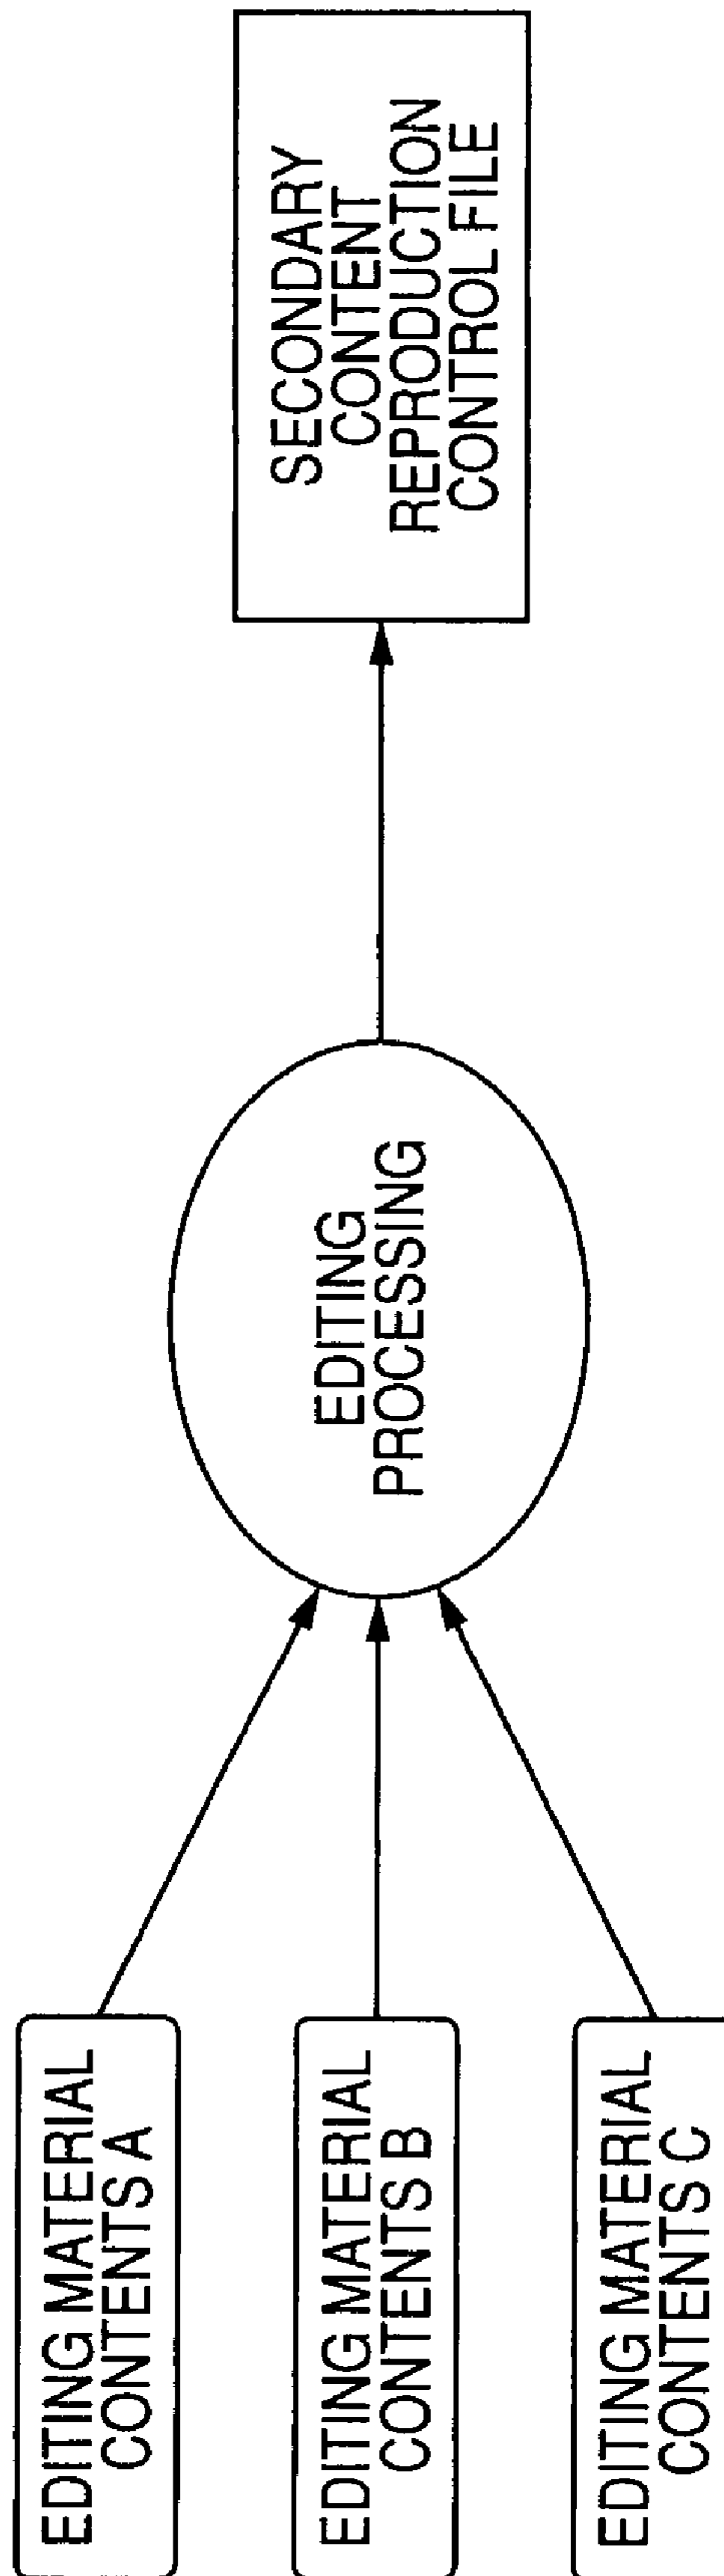 EDITING MATERIAL
CONTENTS A
EDITING MATERIAL
CONTENTS B
EDITING MATERIAL
CONTENTS C
EDITING
PROCESSING
SECONDARY
CONTENT
REPRODUCTION
CONTROL FILE